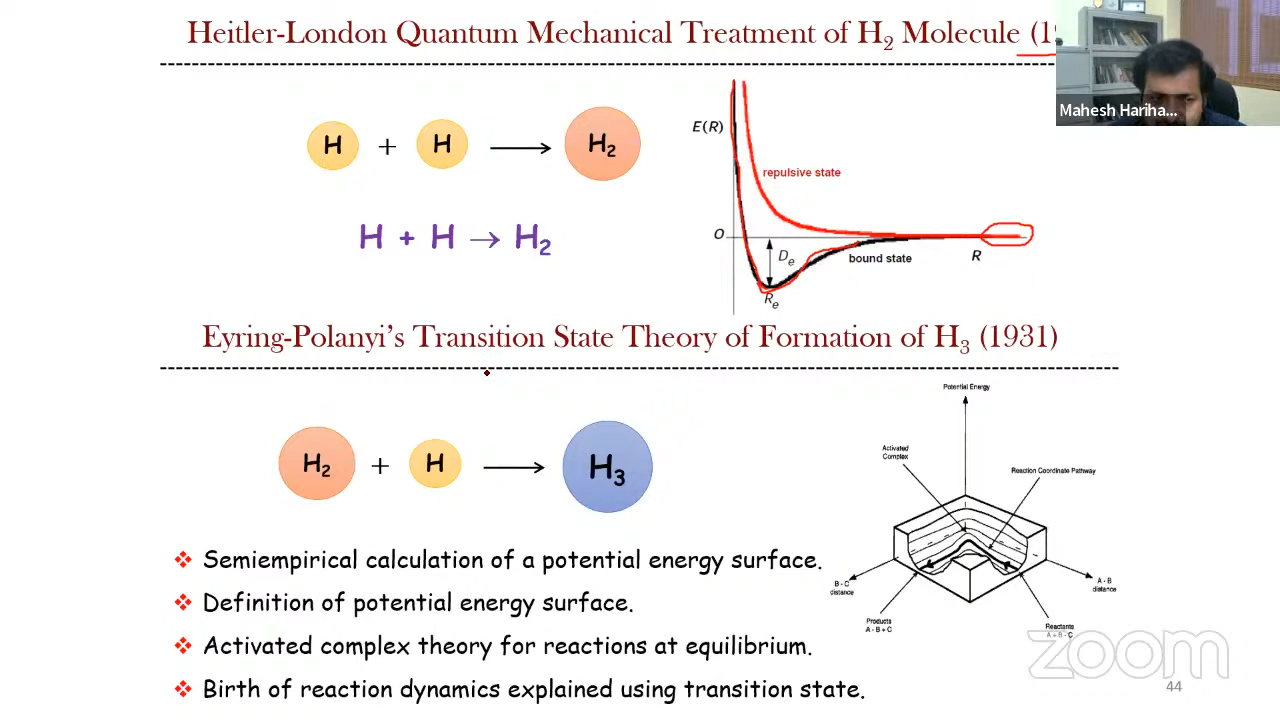 Heitler-London Quantum Mechanical Treatment of H₂ Molecule (1
Mahesh Hariha...
H + H → H₂
H + H → H₂
E(R)
repulsive state
O
Dₑ
bound state
R
Rₑ
Eyring-Polanyi's Transition State Theory of Formation of H₃ (1931)
H₂ + H → H₃
Potential Energy
Activated
Complex
Reaction Coordinate Pathway
B - C
distance
A - B
distance
Products
A - B + C
Reactants
A + B - C
❖ Semiempirical calculation of a potential energy surface.
❖ Definition of potential energy surface.
❖ Activated complex theory for reactions at equilibrium.
❖ Birth of reaction dynamics explained using transition state.
zoom
44